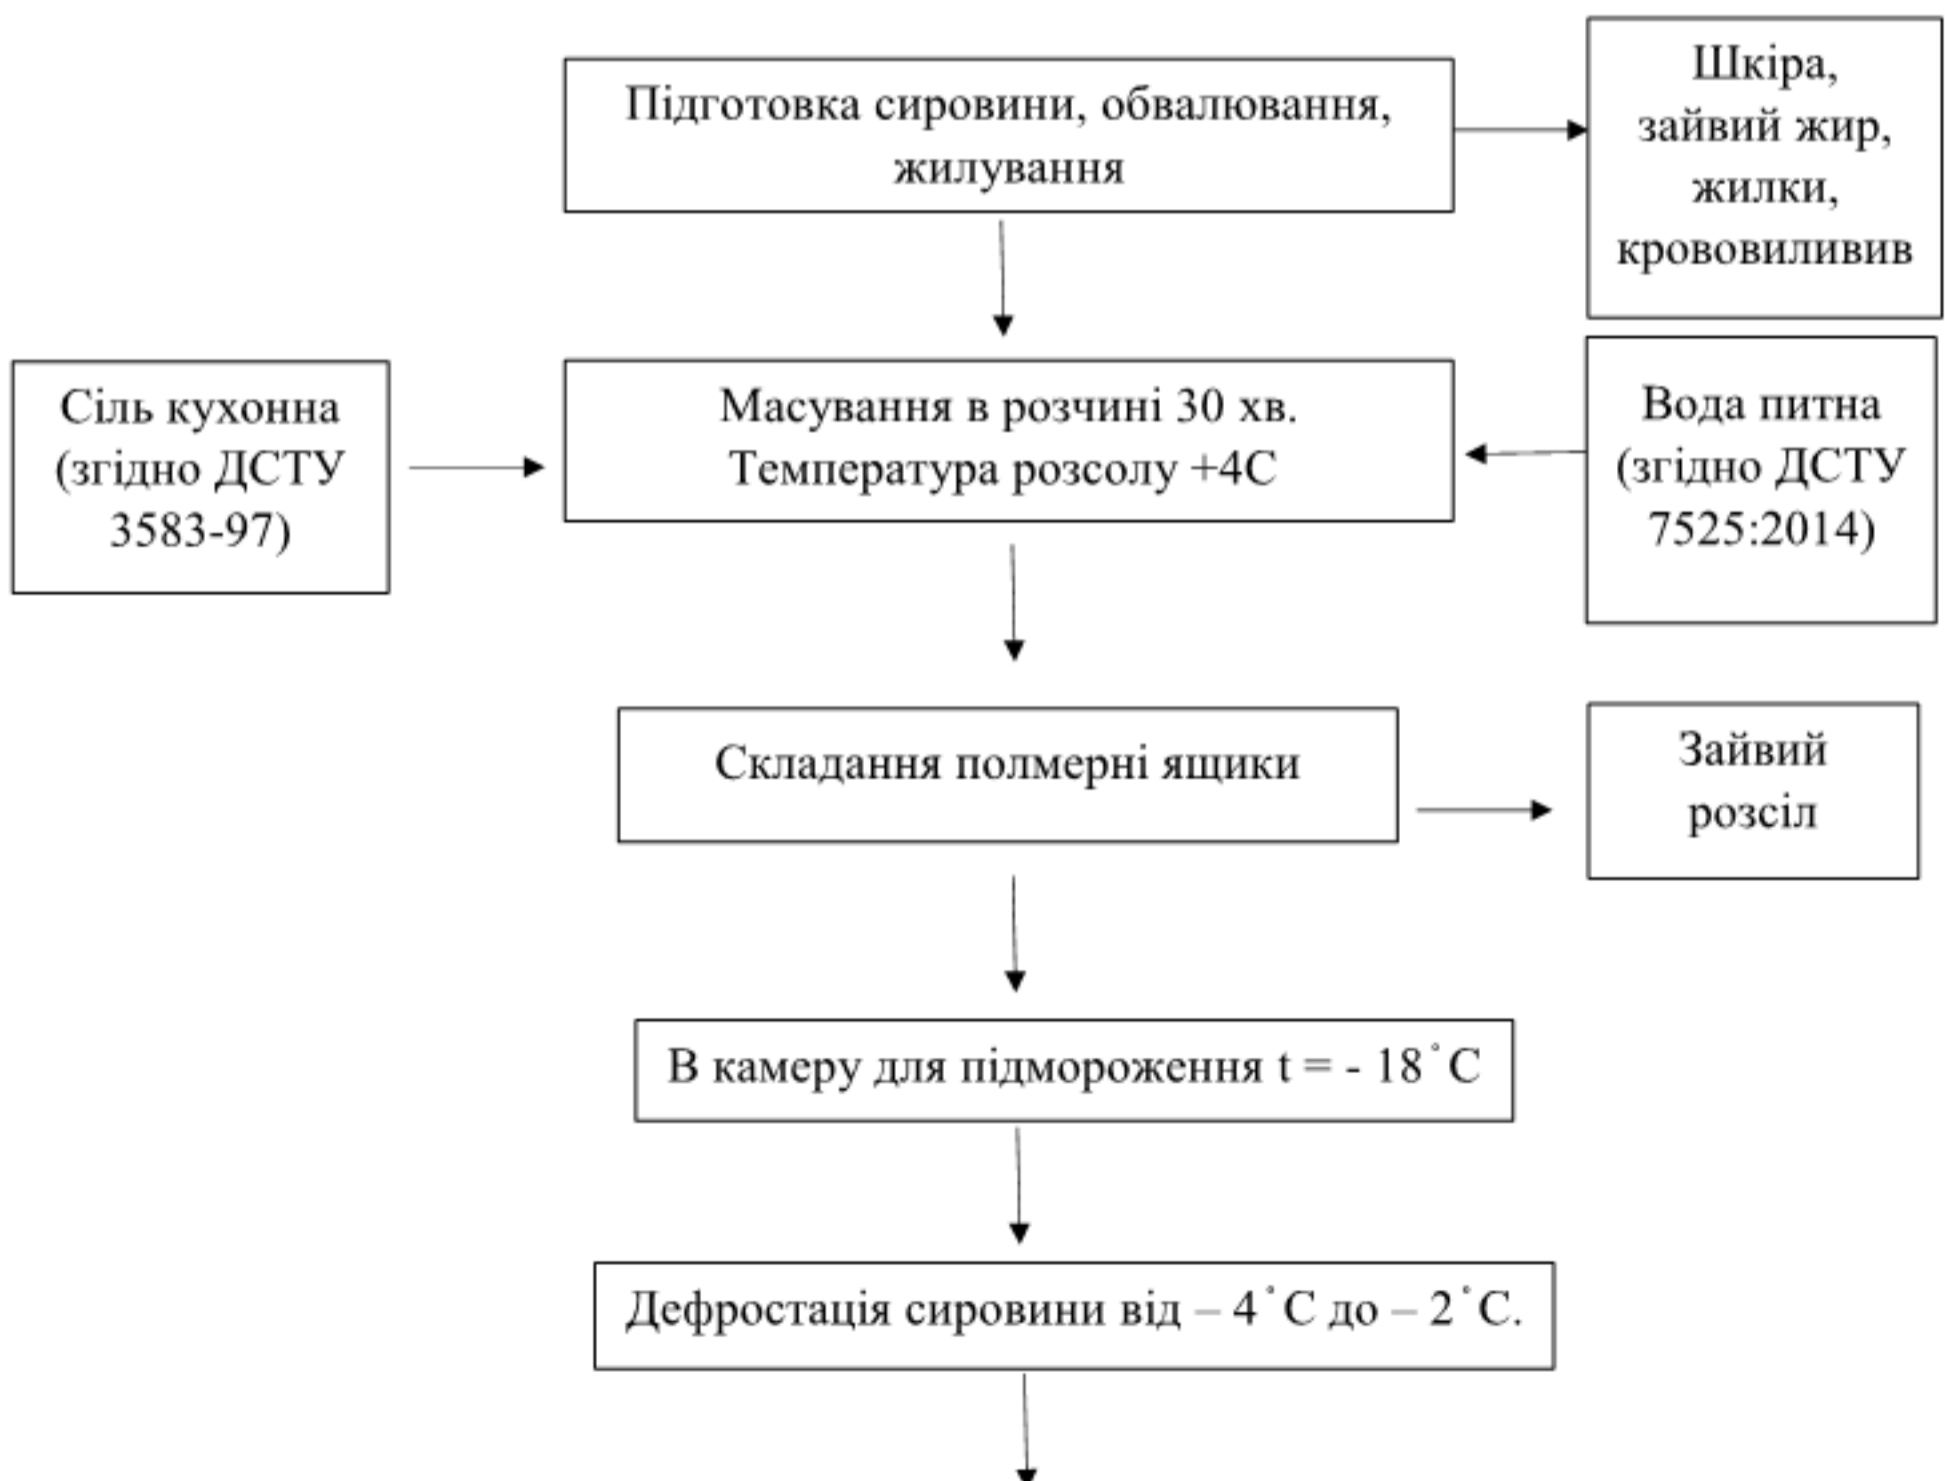 Підготовка сировини, обвалювання,
жилування
Шкіра,
зайвий жир,
жилки,
крововиливив
Сіль кухонна
(згідно ДСТУ
3583-97)
Масування в розчині 30 хв.
Температура розсолу +4С
Вода питна
(згідно ДСТУ
7525:2014)
Складання полмерні ящики
Зайвий
розсіл
В камеру для підмороження t = - 18˚С
Дефростація сировини від – 4˚С до – 2˚С.